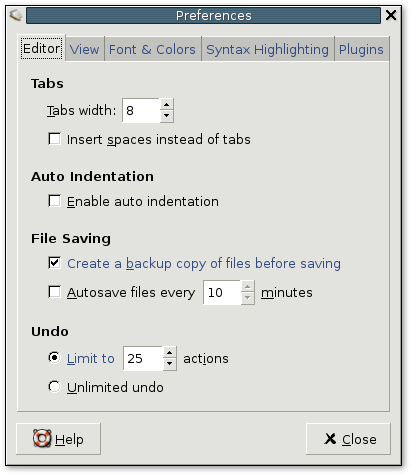 Preferences
Editor View Font & Colors Syntax Highlighting Plugins
Tabs
Tabs width: 8
Insert spaces instead of tabs
Auto Indentation
Enable auto indentation
File Saving
Create a backup copy of files before saving
Autosave files every 10 minutes
Undo
Limit to 25 actions
Unlimited undo
Help Close